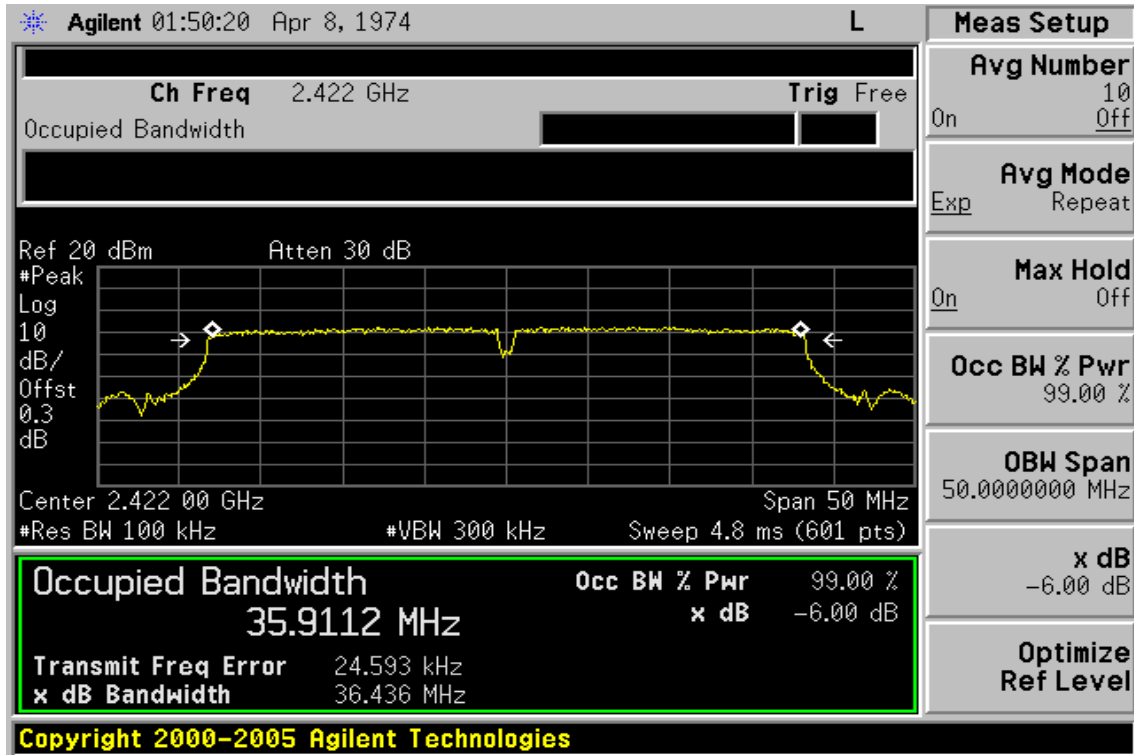 Agilent 01:50:20 Apr 8, 1974 L
Ch Freq 2.422 GHz Trig Free
Occupied Bandwidth
Ref 20 dBm Atten 30 dB
#Peak
Log
10
dB/
Offst
0.3
dB
Center 2.422 00 GHz Span 50 MHz
#Res BW 100 kHz #VBW 300 kHz Sweep 4.8 ms (601 pts)
Occupied Bandwidth
35.9112 MHz
Occ BW % Pwr 99.00 %
x dB -6.00 dB
Transmit Freq Error 24.593 kHz
x dB Bandwidth 36.436 MHz
Copyright 2000-2005 Agilent Technologies
Meas Setup
Avg Number
10
On Off
Avg Mode
Exp Repeat
Max Hold
On Off
Occ BW % Pwr
99.00 %
OBW Span
50.0000000 MHz
x dB
-6.00 dB
Optimize
Ref Level